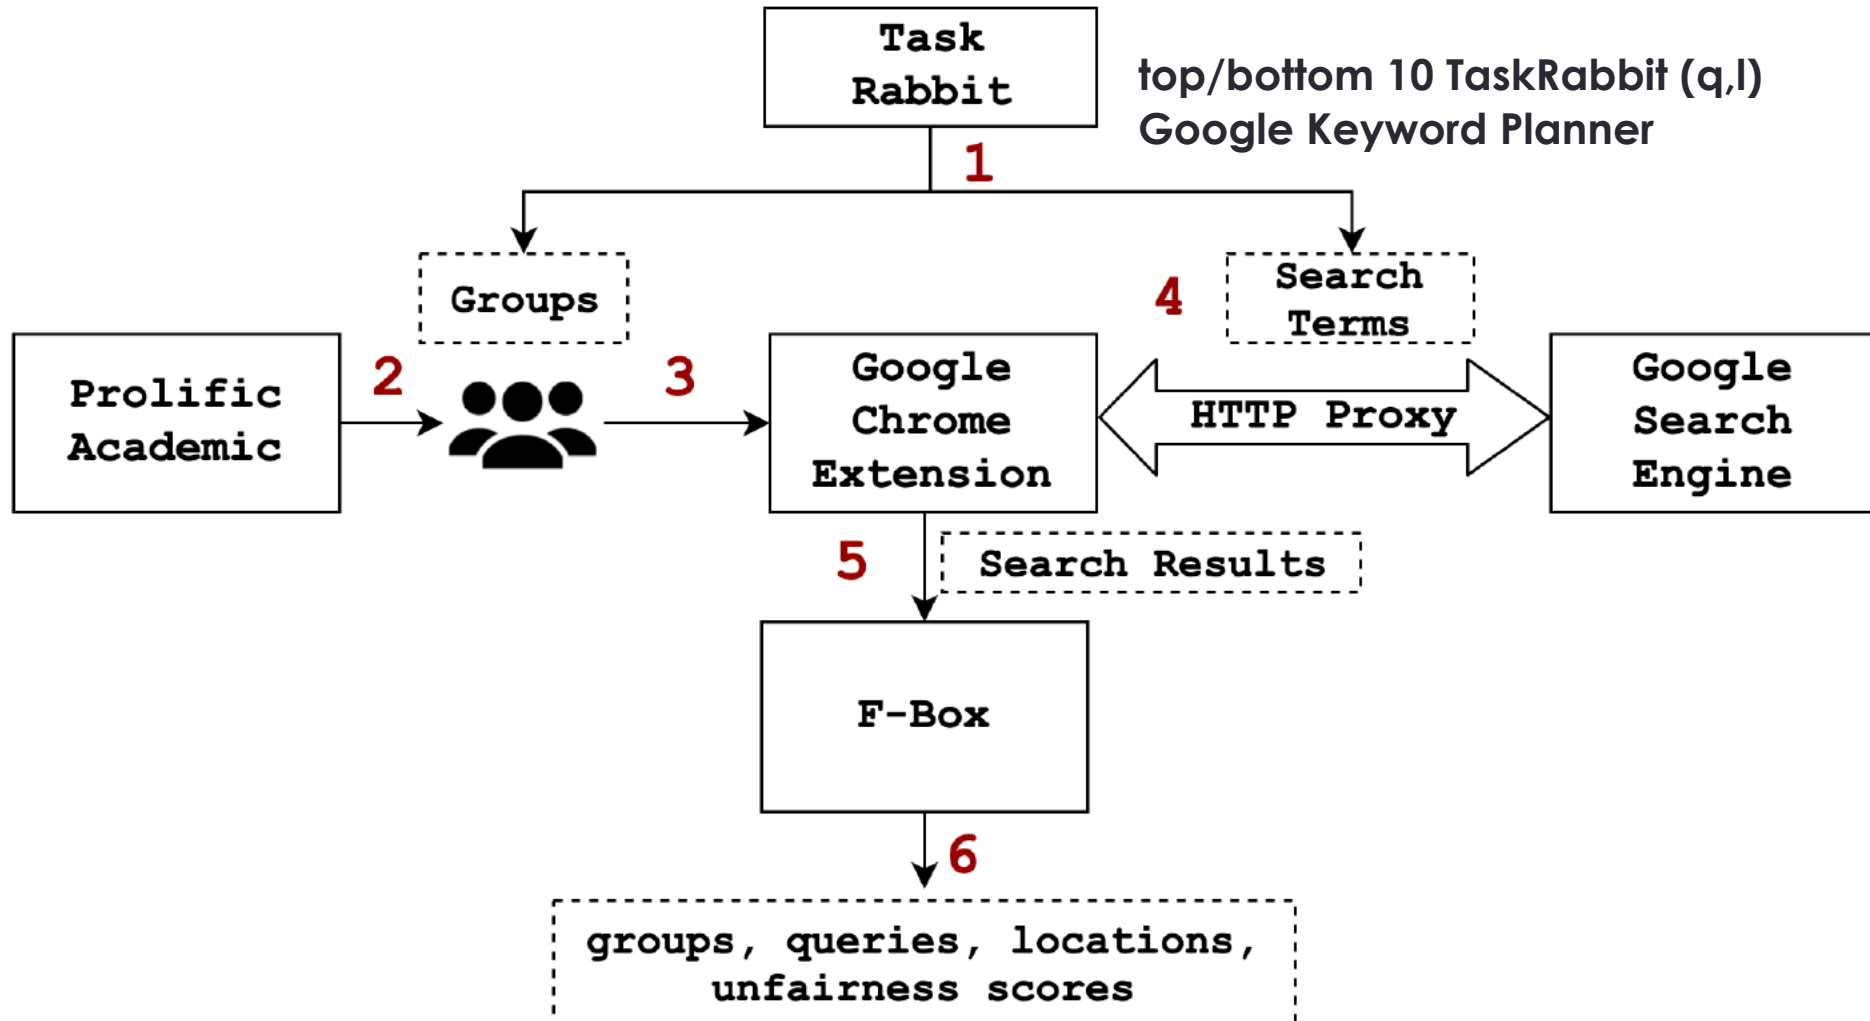 Task
Rabbit
top/bottom 10 TaskRabbit (q,l)
Google Keyword Planner
1
Groups
4
Search
Terms
Prolific
Academic
2
3
Google
Chrome
Extension
HTTP Proxy
Google
Search
Engine
5
Search Results
F-Box
6
groups, queries, locations,
unfairness scores